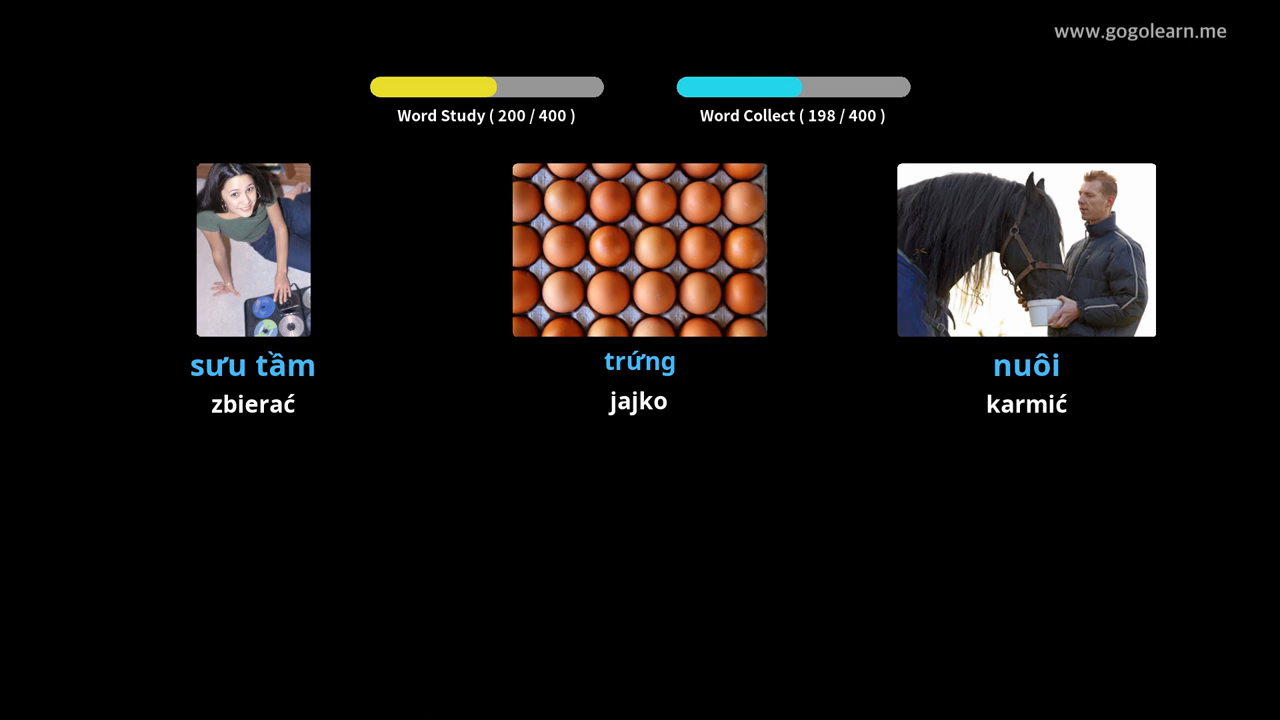 www.gogolearn.me
Word Study ( 200 / 400 )
Word Collect ( 198 / 400 )
sưu tầm
zbierać
trứng
jajko
nuôi
karmić